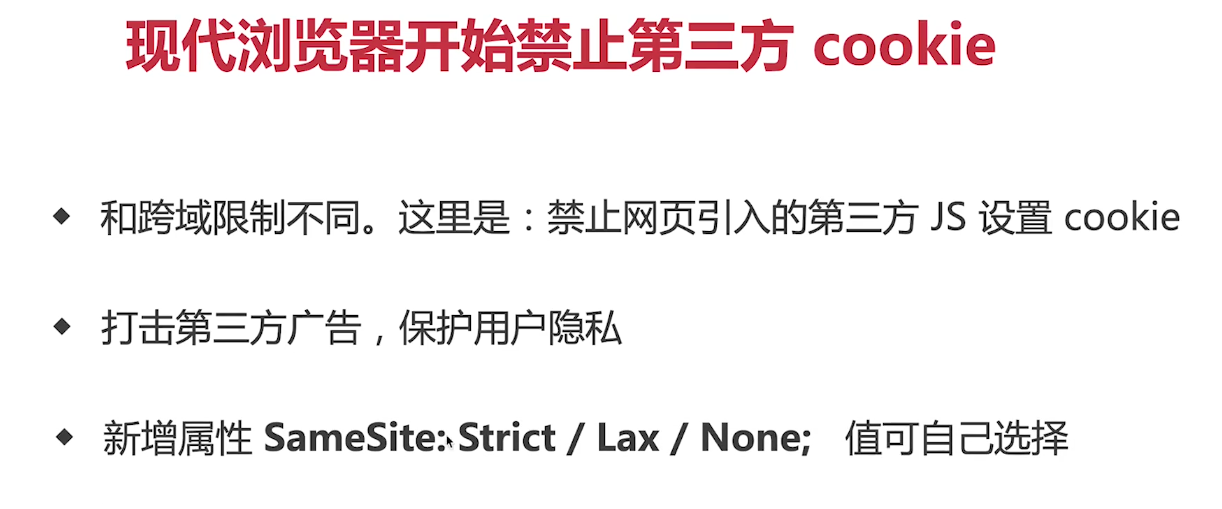 现代浏览器开始禁止第三方 cookie
◆ 和跨域限制不同。这里是：禁止网页引入的第三方 JS 设置 cookie
◆ 打击第三方广告，保护用户隐私
◆ 新增属性 SameSite: Strict / Lax / None; 值可自己选择